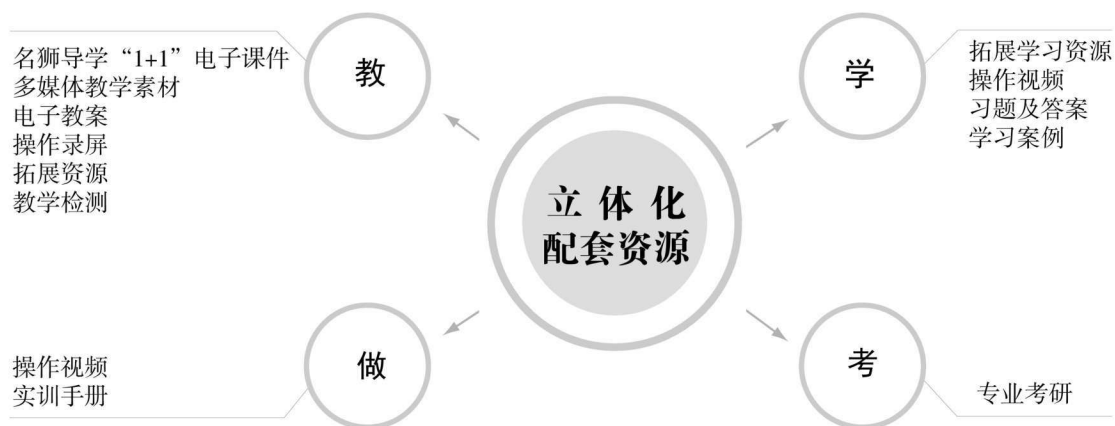 教
名狮导学“1+1”电子课件
多媒体教学素材
电子教案
操作录屏
拓展资源
教学检测
学
拓展学习资源
操作视频
习题及答案
学习案例
立体化
配套资源
做
操作视频
实训手册
考
专业考研